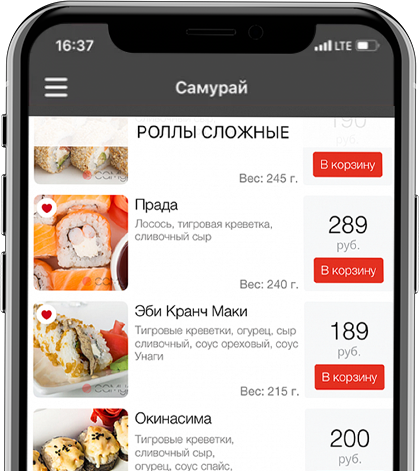 16:37
LTE
Самурай
190
руб.
РОЛЛЫ СЛОЖНЫЕ
В корзину
Вес: 245 г.
Прада
289
Лосось, тигровая креветка,
сливочный сыр
руб.
В корзину
Вес: 240 г.
Эби Кранч Маки
189
Тигровые креветки, огурец, сыр
сливочный, соус ореховый, соус
Унаги
руб.
В корзину
Вес: 215 г.
Окинасима
200
Тигровые креветки,
сливочный сыр,
огурец, соус спайс,
руб.